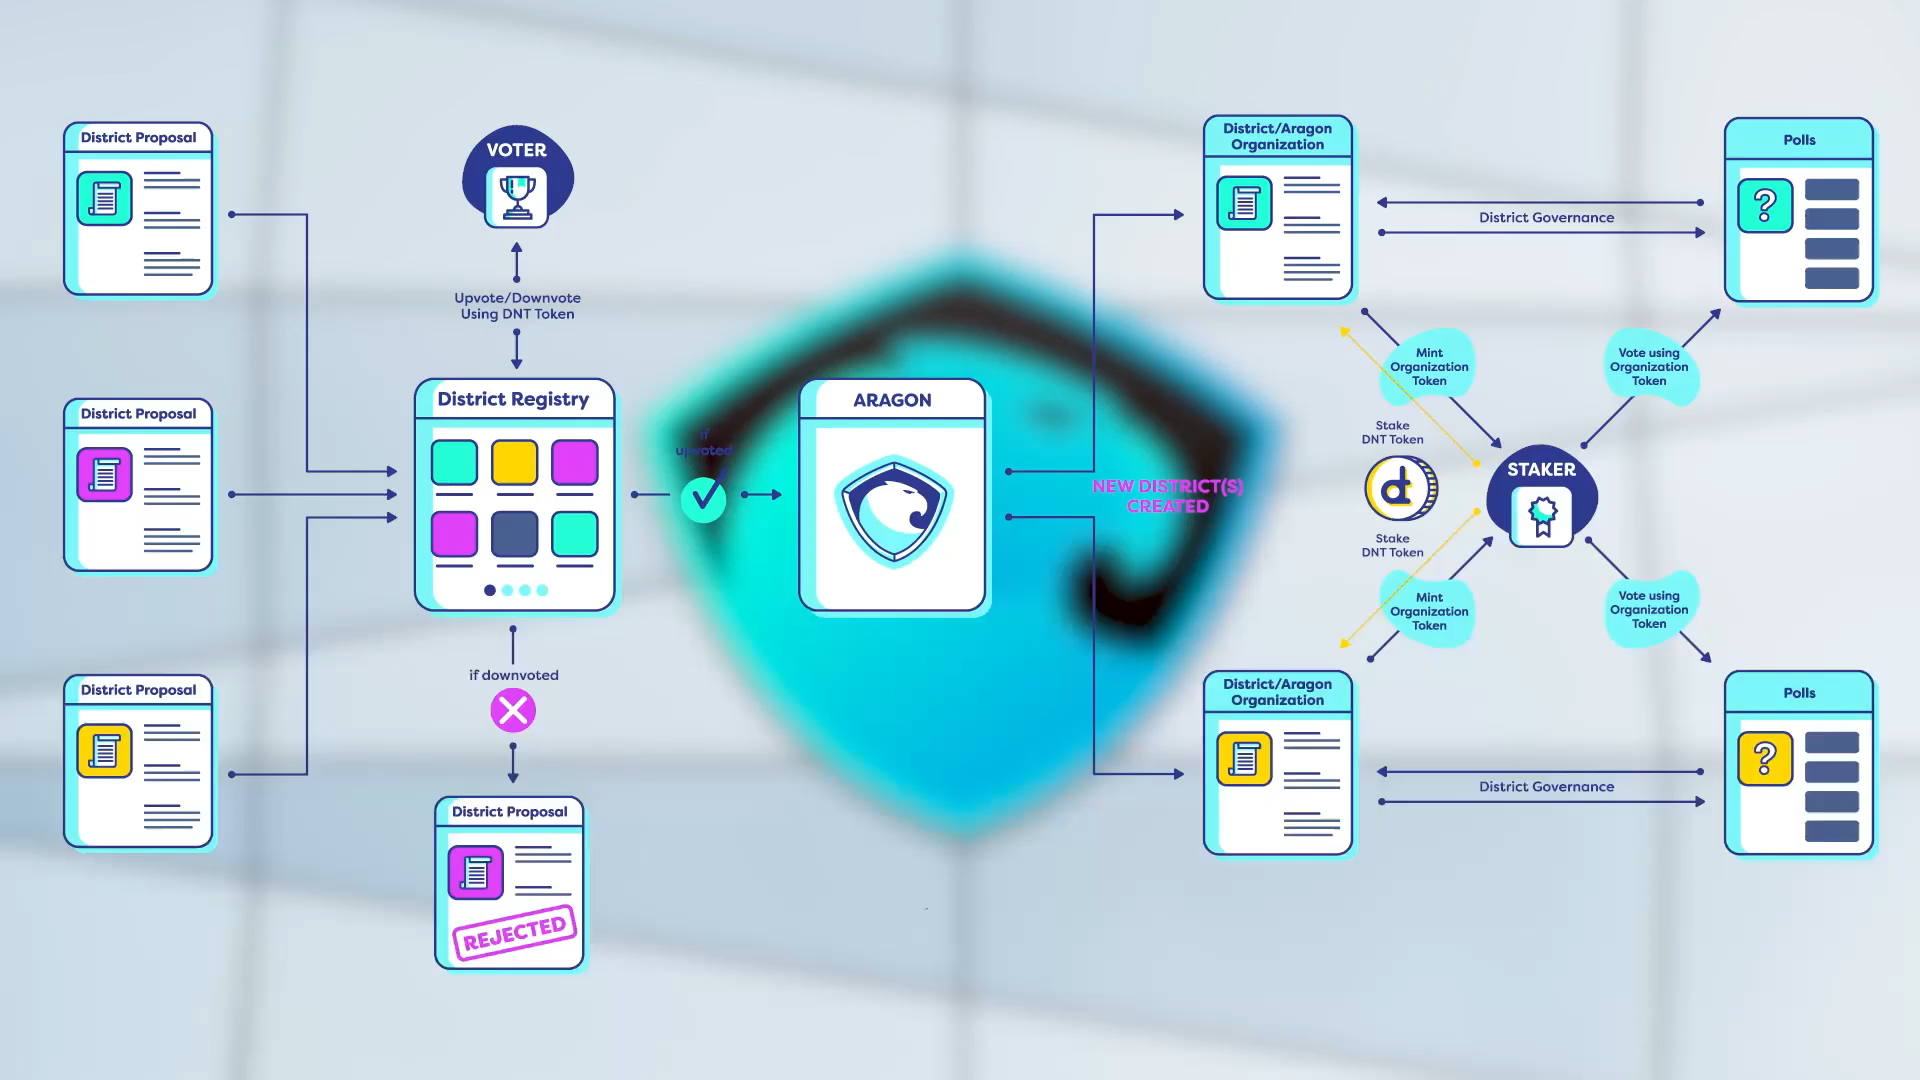 District Proposal
District Proposal
District Proposal
VOTER
Upvote/Downvote
Using DNT Token
District Registry
if
upvoted
if downvoted
District Proposal
REJECTED
ARAGON
NEW DISTRICT(S)
CREATED
District/Aragon
Organization
District Governance
Polls
Mint
Organization
Token
Vote using
Organization
Token
Stake
DNT Token
d
STAKER
Stake
DNT Token
Mint
Organization
Token
Vote using
Organization
Token
District/Aragon
Organization
District Governance
Polls
?
?